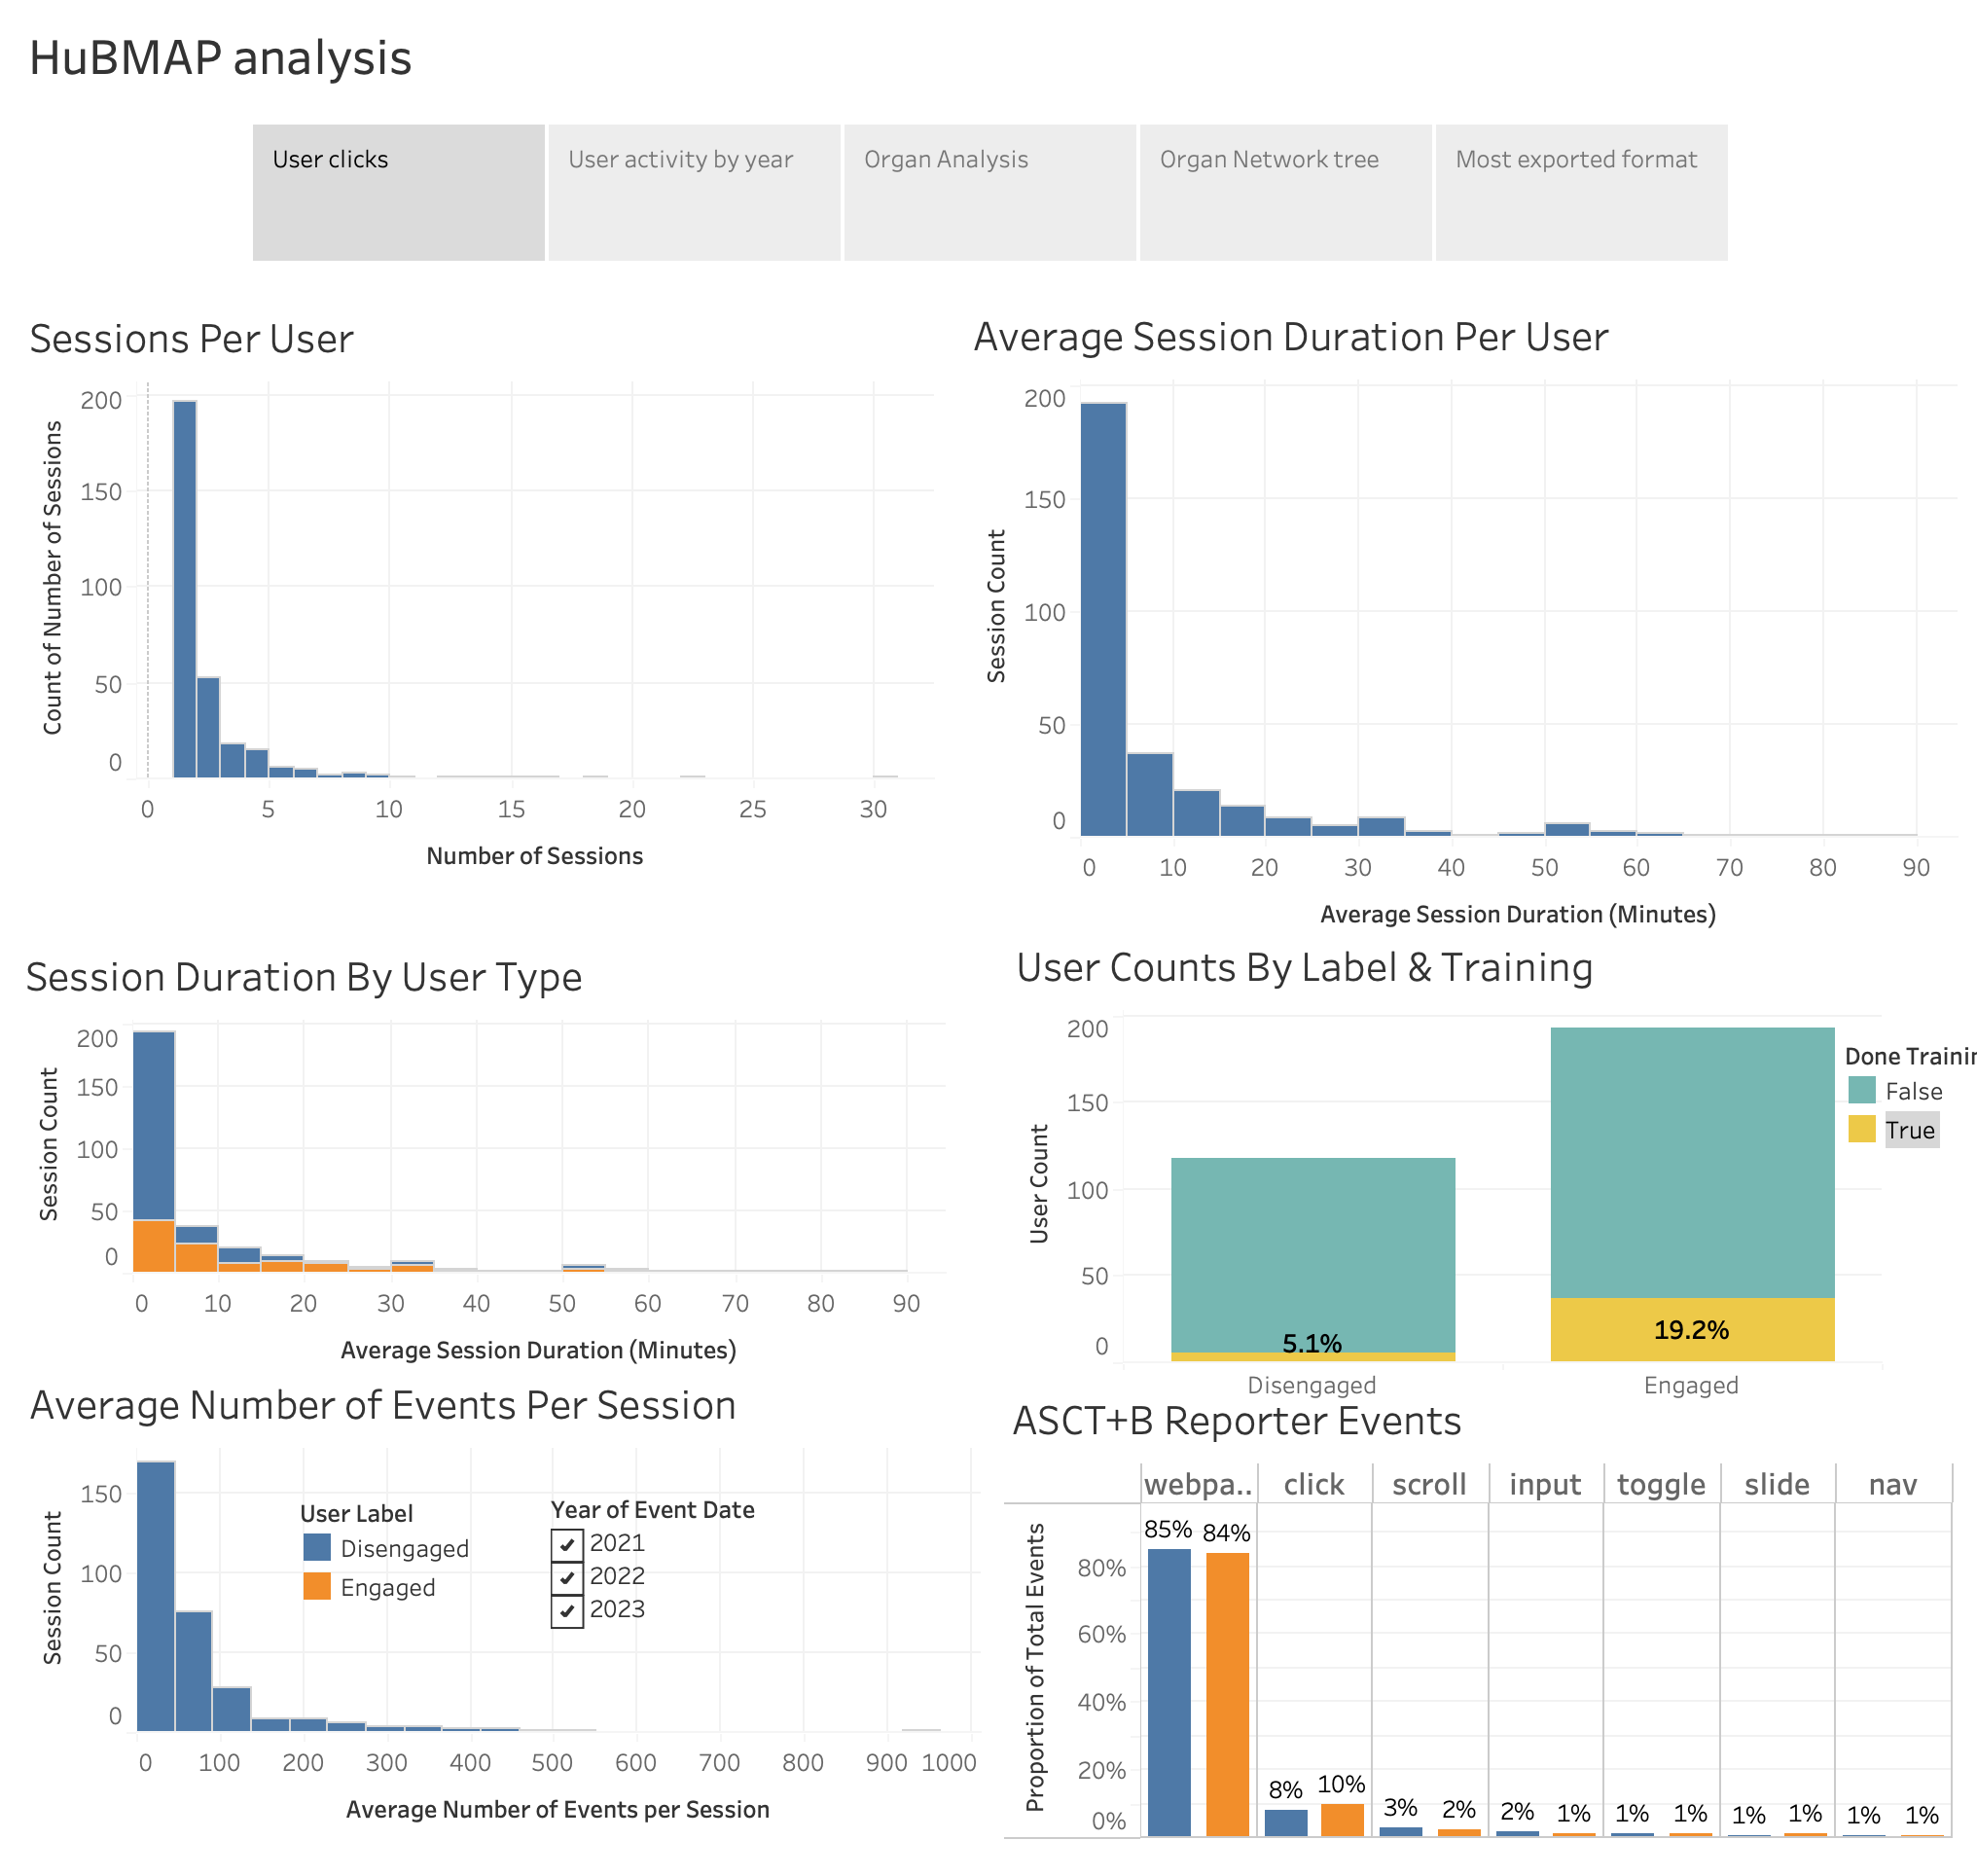 HuBMAP analysis
User clicks
User activity by year
Organ Analysis
Organ Network tree
Most exported format
Sessions Per User
Count of Number of Sessions
200
150
100
50
0
0 5 10 15 20 25 30
Number of Sessions
Average Session Duration Per User
Session Count
200
150
100
50
0
0 10 20 30 40 50 60 70 80 90
Average Session Duration (Minutes)
Session Duration By User Type
Session Count
200
150
100
50
0
0 10 20 30 40 50 60 70 80 90
Average Session Duration (Minutes)
User Counts By Label & Training
User Count
200
150
100
50
0
5.1%
19.2%
Disengaged Engaged
Done Trainin
False
True
Average Number of Events Per Session
Session Count
150
100
50
0
0 100 200 300 400 500 600 700 800 900 1000
Average Number of Events per Session
User Label
Disengaged
Engaged
Year of Event Date
2021
2022
2023
ASCT+B Reporter Events
webpa.. click scroll input toggle slide nav
Proportion of Total Events
80%
60%
40%
20%
0%
85% 84%
8% 10%
3% 2%
2% 1%
1% 1%
1% 1%
1% 1%